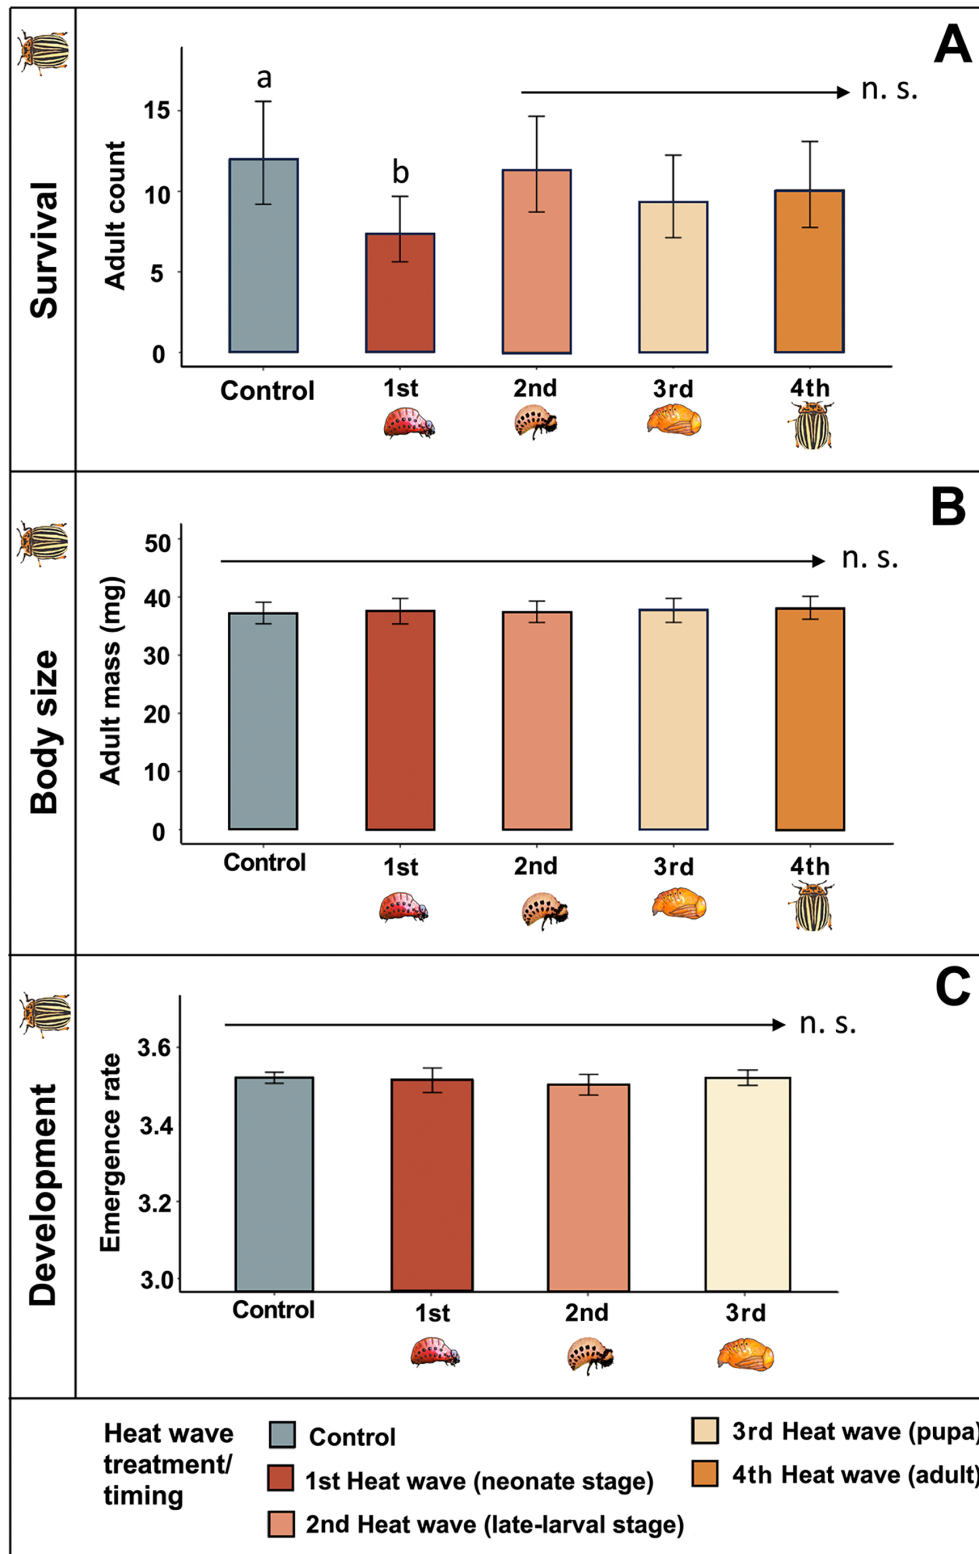 A
Survival
Adult count
15
10
5
0
a
b
n. s.
Control
1st
2nd
3rd
4th
B
Body size
Adult mass (mg)
50
40
30
20
10
0
n. s.
Control
1st
2nd
3rd
4th
C
Development
Emergence rate
3.6
3.4
3.2
3.0
n. s.
Control
1st
2nd
3rd
Heat wave
treatment/
timing
Control
1st Heat wave (neonate stage)
2nd Heat wave (late-larval stage)
3rd Heat wave (pupa)
4th Heat wave (adult)